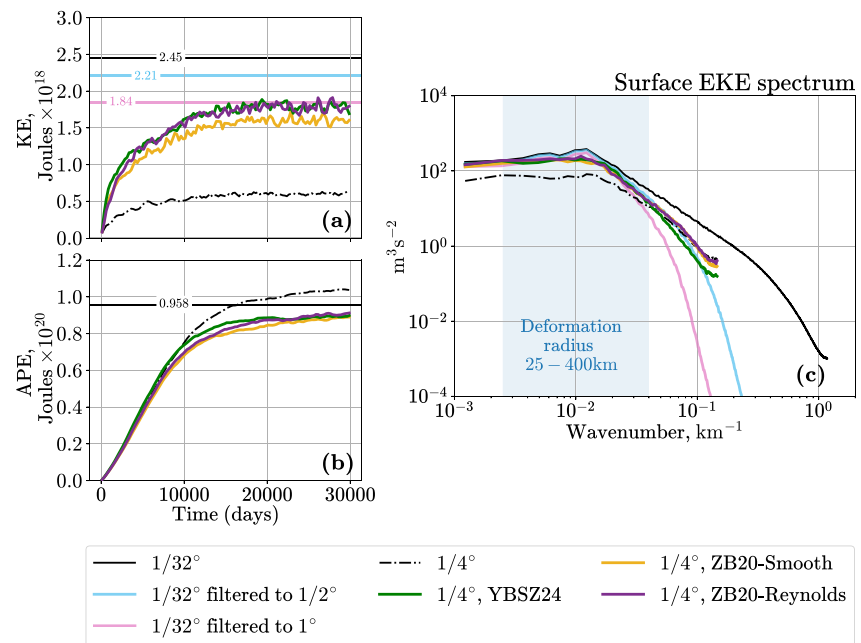 3.0
2.5
2.0
1.5
1.0
0.5
0.0
KE,
Joules ×10^18
2.45
2.21
1.84
(a)
1.2
1.0
0.8
0.6
0.4
0.2
0.0
APE,
Joules ×10^20
0.958
(b)
0
10000
20000
30000
Time (days)
Surface EKE spectrum
10^4
10^2
10^0
10^−2
10^−4
m^3s^−2
Deformation
radius
25 − 400km
(c)
10^−3
10^−2
10^−1
10^0
Wavenumber, km^−1
1/32°
1/32° filtered to 1/2°
1/32° filtered to 1°
1/4°
1/4°, YBSZ24
1/4°, ZB20-Smooth
1/4°, ZB20-Reynolds